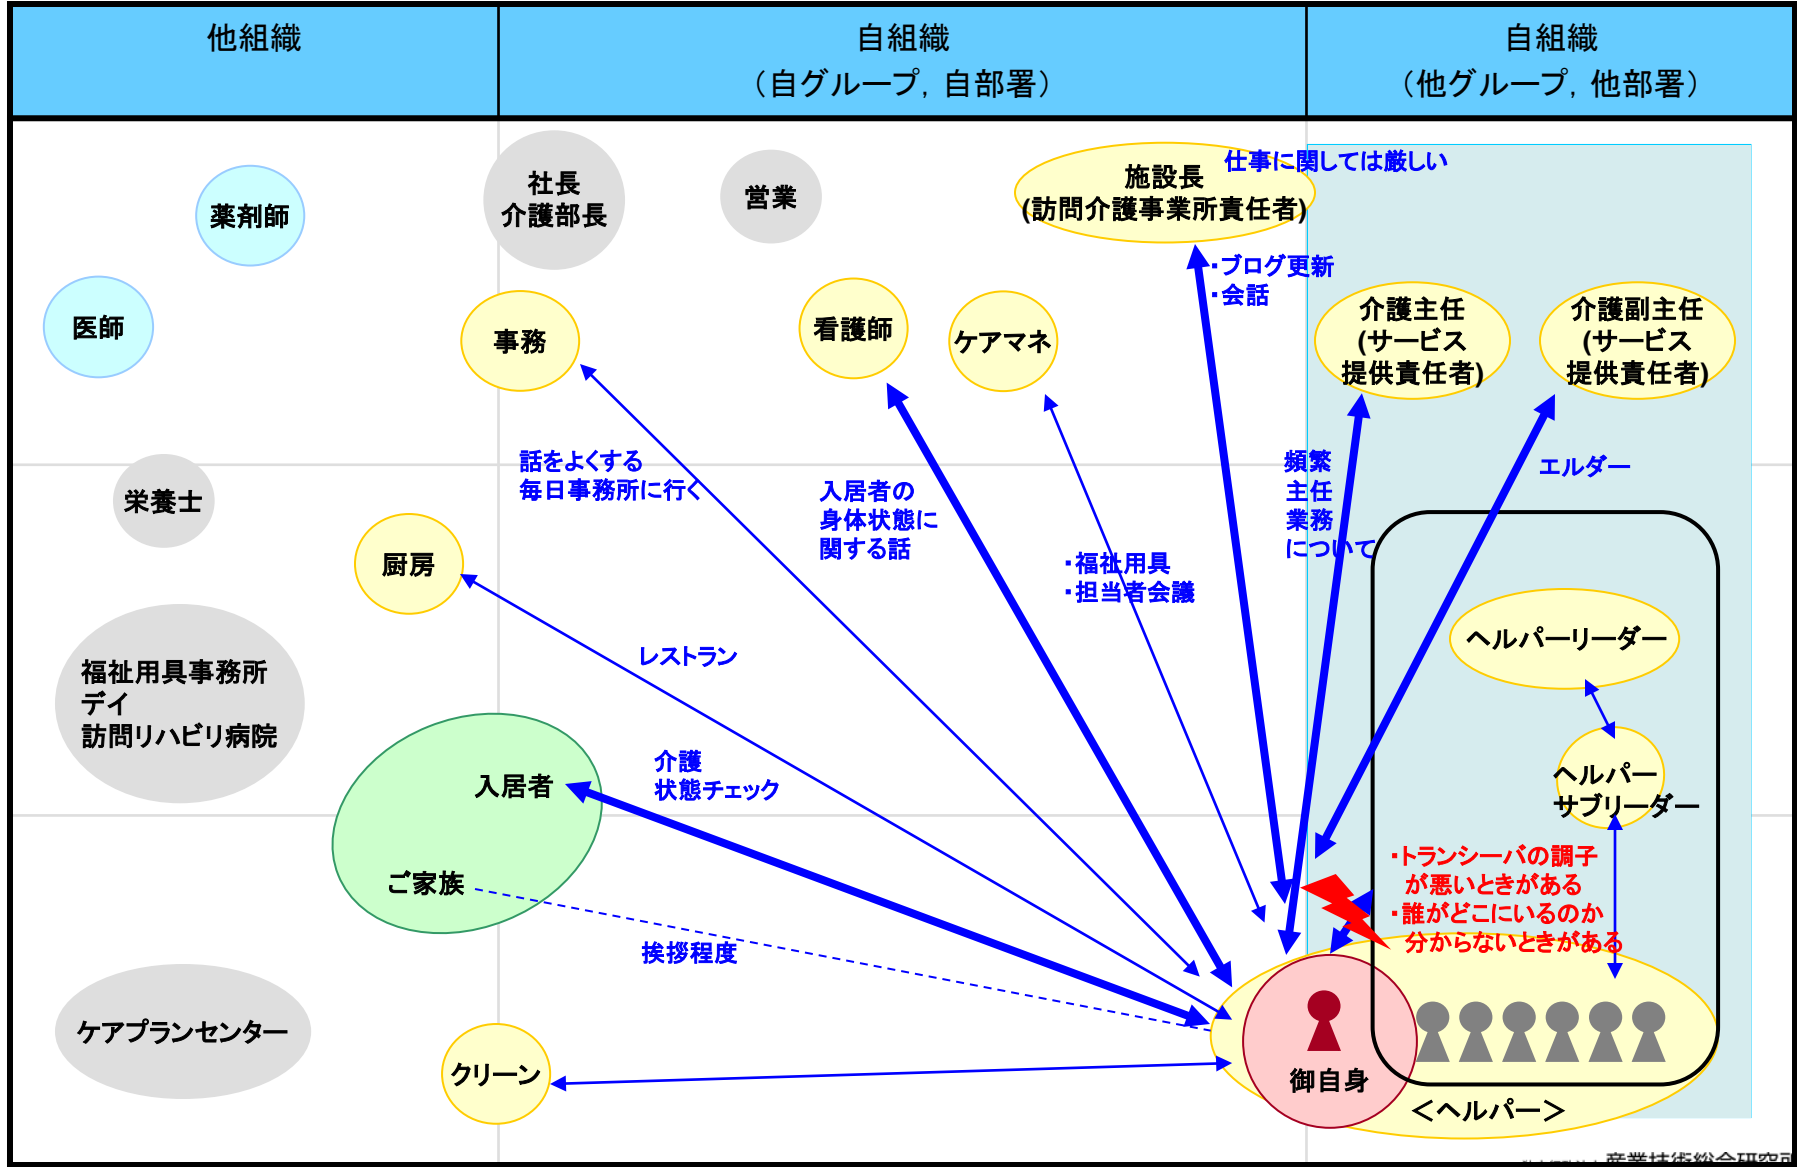 他組織
自組織
（自グループ，自部署）
自組織
（他グループ，他部署）
薬剤師
医師
社長
介護部長
営業
施設長
(訪問介護事業所責任者)
仕事に関しては厳しい
・ブログ更新
・会話
事務
看護師
ケアマネ
介護主任
(サービス
提供責任者)
介護副主任
(サービス
提供責任者)
話をよくする
毎日事務所に行く
入居者の
身体状態に
関する話
・福祉用具
・担当者会議
頻繁
主任
業務
について
エルダー
栄養士
厨房
レストラン
ヘルパーリーダー
福祉用具事務所
デイ
訪問リハビリ病院
入居者
ご家族
介護
状態チェック
ヘルパー
サブリーダー
・トランシーバの調子
が悪いときがある
・誰がどこにいるのか
分からないときがある
挨拶程度
ケアプランセンター
クリーン
御自身
＜ヘルパー＞
産業技術総合研究所